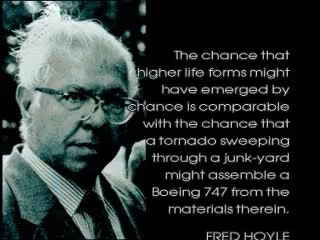 The chance that
higher life forms might
have emerged by
chance is comparable
with the chance that
a tornado sweeping
through a junk-yard
might assemble a
Boeing 747 from the
materials therein.
FRED HOYLE